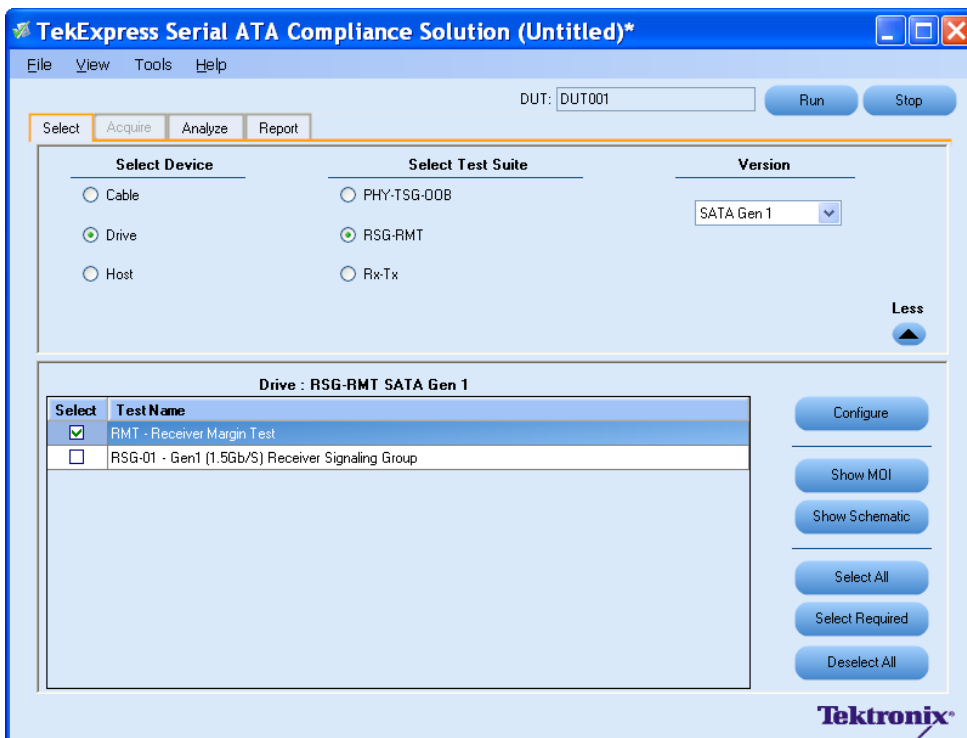 TekExpress Serial ATA Compliance Solution (Untitled)*
File View Tools Help
DUT: DUT001 Run Stop
Select Acquire Analyze Report
Select Device Select Test Suite Version
Cable PHY-TSG-OOB
SATA Gen 1
Drive RSG-RMT
Host Rx-Tx
Less
Drive : RSG-RMT SATA Gen 1
Select Test Name
Configure
RMT - Receiver Margin Test
RSG-01 - Gen1 (1.5Gb/S) Receiver Signaling Group
Show MOI
Show Schematic
Select All
Select Required
Deselect All
Tektronix